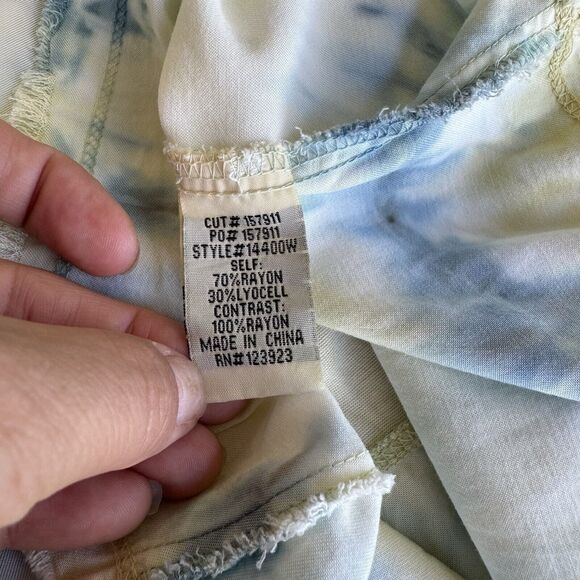 CUT# 157911
PO# 157911
STYLE#14400W
SELF:
70%RAYON
30%LYOCELL
CONTRAST:
100%RAYON
MADE IN CHINA
RN#123923